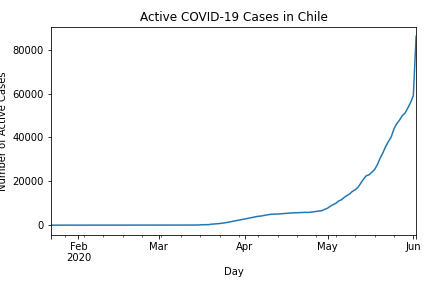 Active COVID-19 Cases in Chile
Number of Active Cases
80000
60000
40000
20000
0
Feb
2020
Mar
Apr
May
Jun
Day